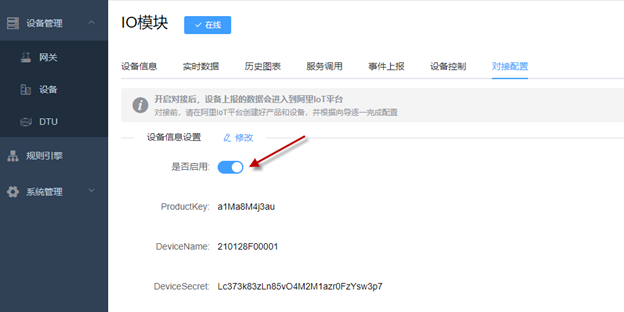 设备管理
网关
设备
DTU
规则引擎
系统管理
IO模块
在线
设备信息 实时数据 历史图表 服务调用 事件上报 设备控制 对接配置
开启对接后，设备上报的数据会进入到阿里IoT平台
对接前，请在阿里IoT平台创建好产品和设备，并根据向导逐一完成配置
设备信息设置 修改
是否启用:
ProductKey: a1Ma8M4j3au
DeviceName: 210128F00001
DeviceSecret: Lc373k83zLn85vO4M2M1azr0FzYsw3p7